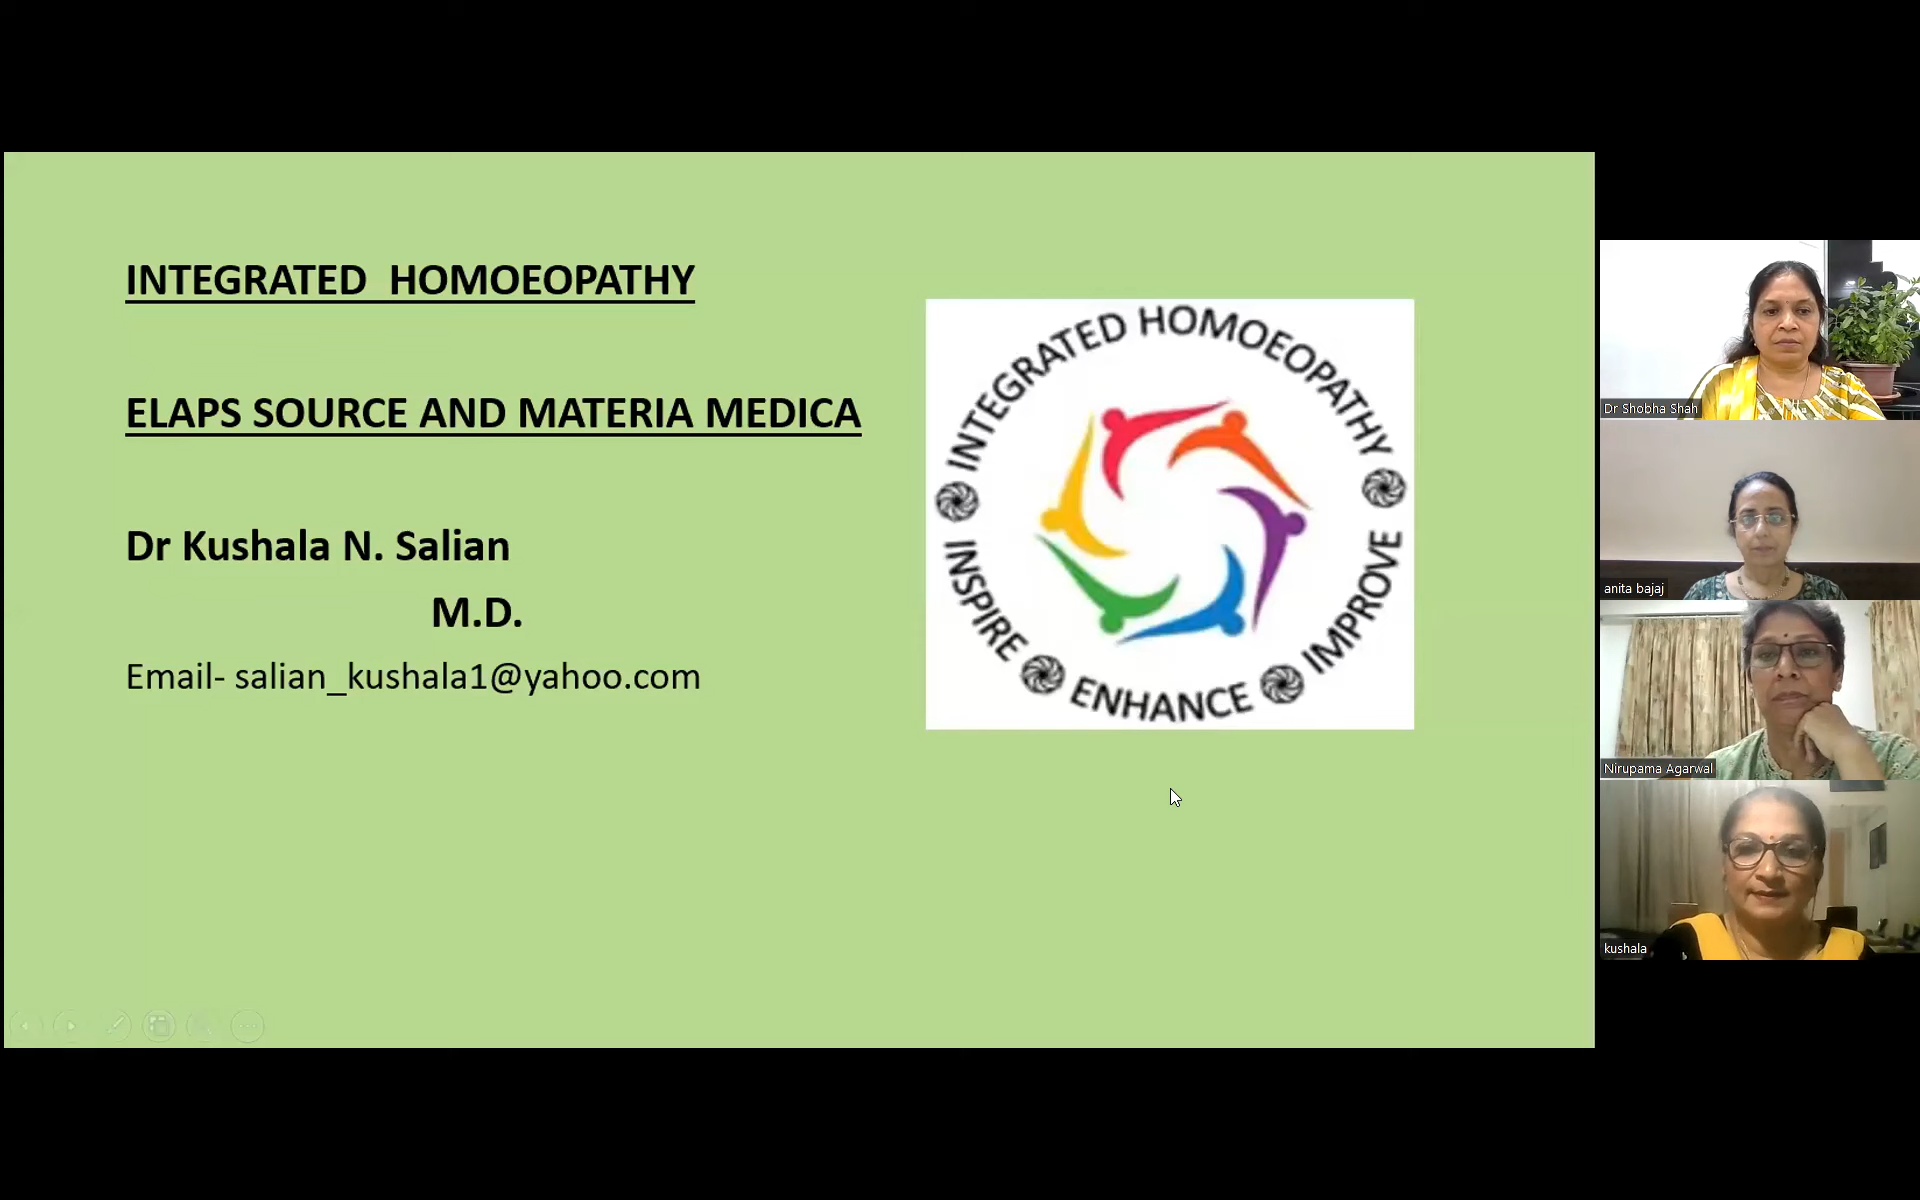 INTEGRATED HOMOEOPATHY
ELAPS SOURCE AND MATERIA MEDICA
Dr Kushala N. Salian
M.D.
Email- salian_kushala1@yahoo.com
INTEGRATED HOMOEOPATHY
INSPIRE ENHANCE IMPROVE
Dr Shobha Shah
anita bajaj
Nirupama Agarwal
kushala